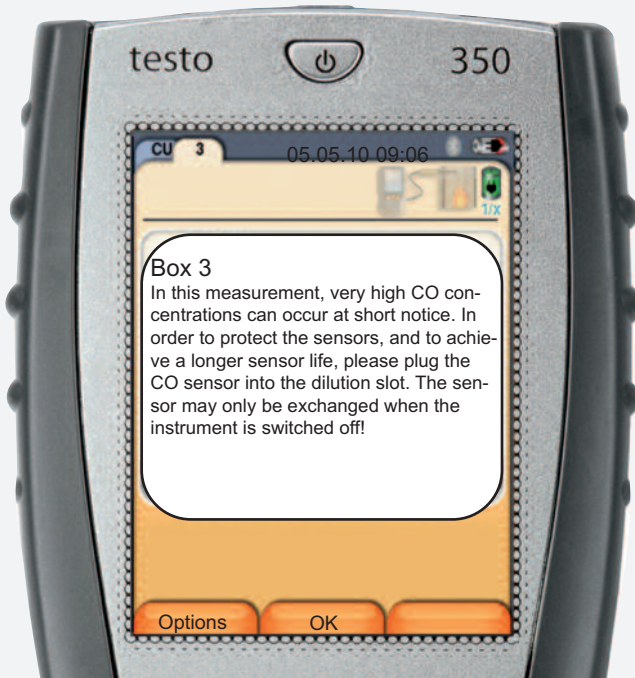 testo 350
CU 3 05.05.10 09:06
1/x
Box 3
In this measurement, very high CO con-
centrations can occur at short notice. In
order to protect the sensors, and to achie-
ve a longer sensor life, please plug the
CO sensor into the dilution slot. The sen-
sor may only be exchanged when the
instrument is switched off!
Options OK